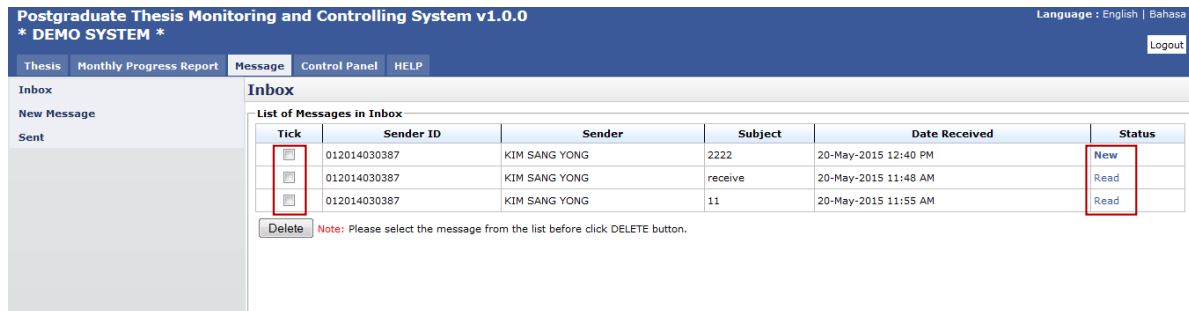 Postgraduate Thesis Monitoring and Controlling System v1.0.0
Language : English | Bahasa
* DEMO SYSTEM *
Logout
Thesis Monthly Progress Report Message Control Panel HELP
Inbox
New Message
Sent
Inbox
List of Messages in Inbox
Tick Sender ID Sender Subject Date Received Status
012014030387 KIM SANG YONG 2222 20-May-2015 12:40 PM New
012014030387 KIM SANG YONG receive 20-May-2015 11:48 AM Read
012014030387 KIM SANG YONG 11 20-May-2015 11:55 AM Read
Delete Note: Please select the message from the list before click DELETE button.